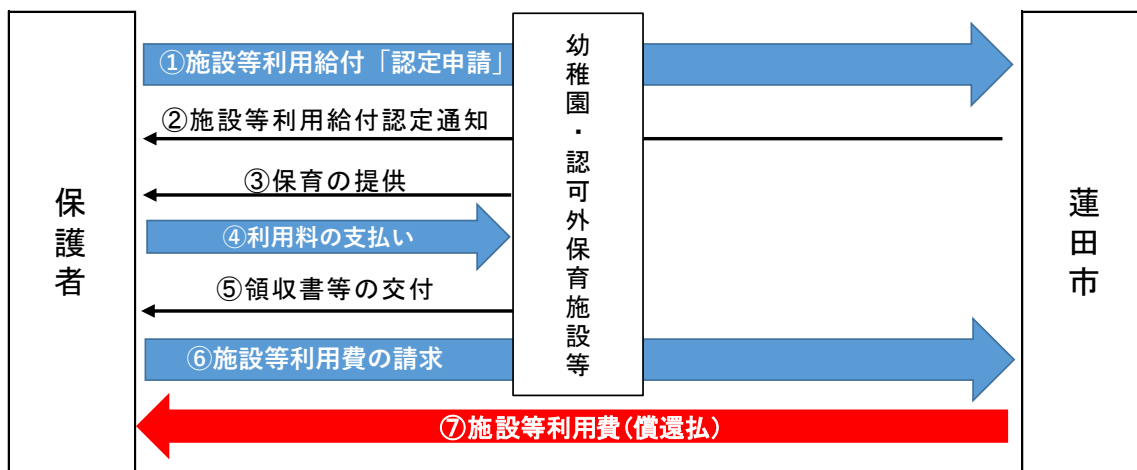 保護者
①施設等利用給付「認定申請」
②施設等利用給付認定通知
③保育の提供
④利用料の支払い
⑤領収書等の交付
⑥施設等利用費の請求
⑦施設等利用費(償還払)
幼稚園・認可外保育施設等
蓮田市